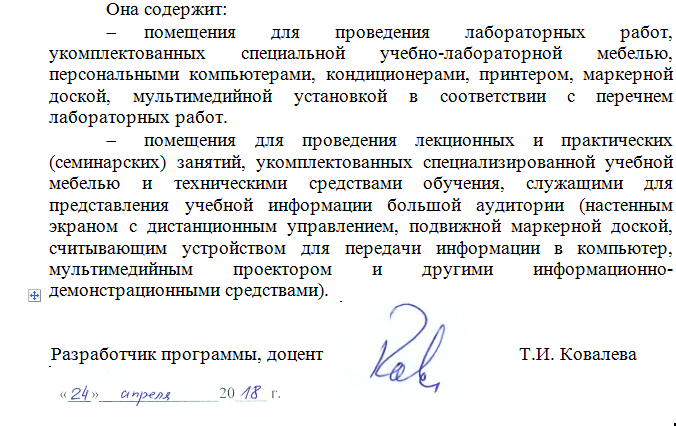 Она содержит:
– помещения для проведения лабораторных работ,
укомплектованных специальной учебно-лабораторной мебелью,
персональными компьютерами, кондиционерами, принтером, маркерной
доской, мультимедийной установкой в соответствии с перечнем
лабораторных работ.
– помещения для проведения лекционных и практических
(семинарских) занятий, укомплектованных специализированной учебной
мебелью и техническими средствами обучения, служащими для
представления учебной информации большой аудитории (настенным
экраном с дистанционным управлением, подвижной маркерной доской,
считывающим устройством для передачи информации в компьютер,
мультимедийным проектором и другими информационно-
демонстрационными средствами).
Разработчик программы, доцент Т.И. Ковалева
«24» апреля 2018 г.